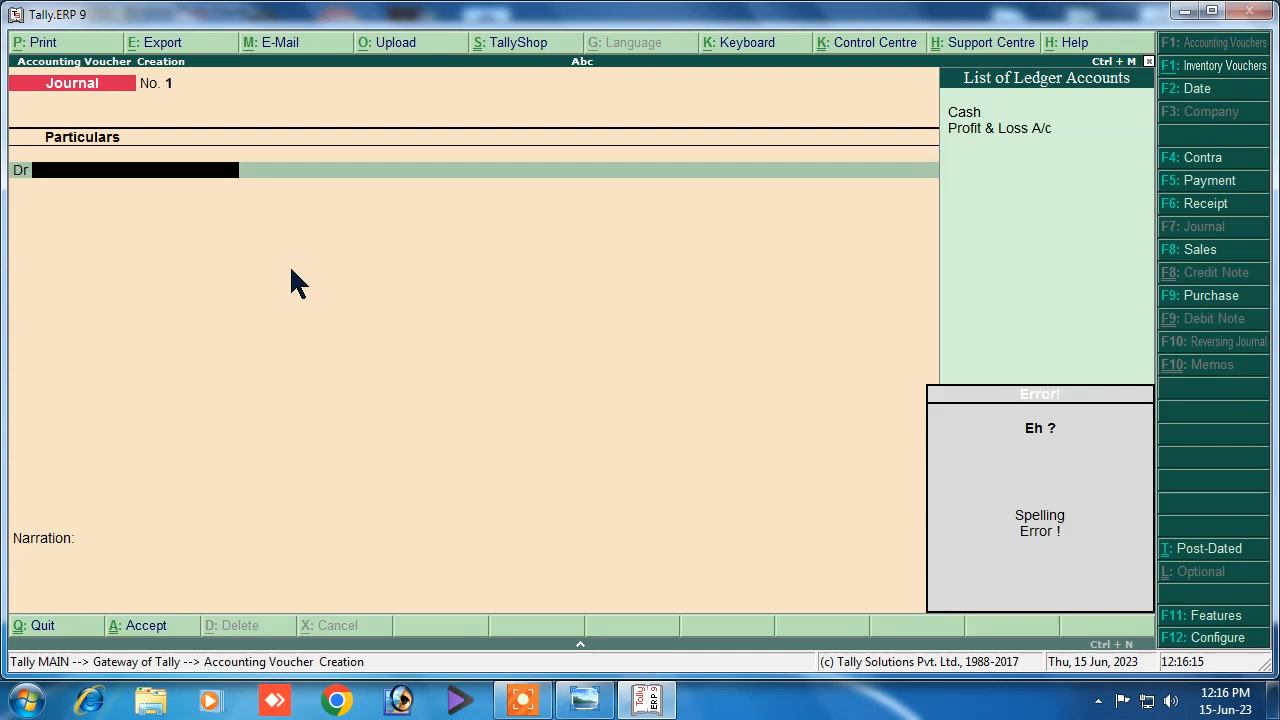 Tally.ERP 9
P: Print E: Export M: E-Mail O: Upload S: TallyShop G: Language K: Keyboard K: Control Centre H: Support Centre H: Help
Accounting Voucher Creation Abc Ctrl + M
Journal No. 1
Particulars
Dr
Narration:
List of Ledger Accounts
Cash
Profit & Loss A/c
Error!
Eh ?
Spelling
Error !
F1: Accounting Vouchers
F1: Inventory Vouchers
F2: Date
F3: Company
F4: Contra
F5: Payment
F6: Receipt
F7: Journal
F8: Sales
F8: Credit Note
F9: Purchase
F9: Debit Note
F10: Reversing Journal
F10: Memos
T: Post-Dated
L: Optional
F11: Features
F12: Configure
Q: Quit A: Accept D: Delete X: Cancel
Ctrl + N
Tally MAIN --> Gateway of Tally --> Accounting Voucher Creation (c) Tally Solutions Pvt. Ltd., 1988-2017 Thu, 15 Jun, 2023 12:16:15
12:16 PM
15-Jun-23